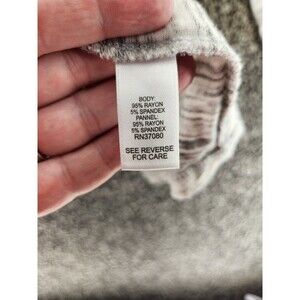 BODY:
95% RAYON
5% SPANDEX
PANNEL:
95% RAYON
5% SPANDEX
RN37080
SEE REVERSE
FOR CARE